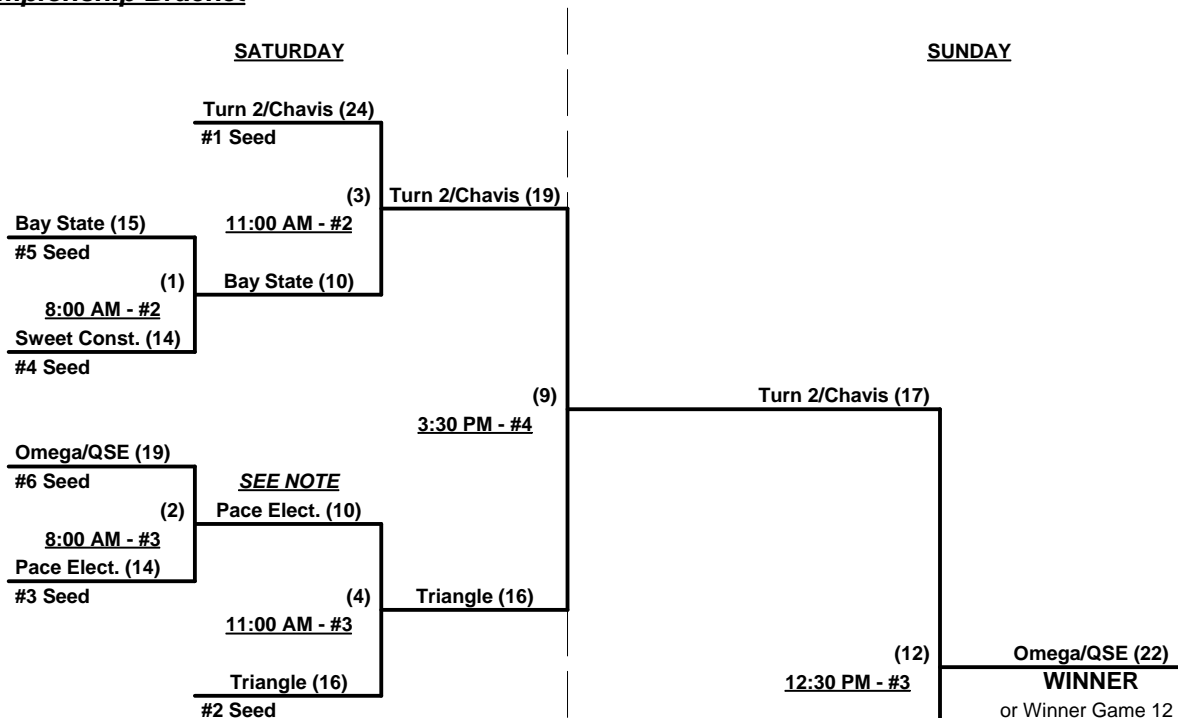 SATURDAY
SUNDAY
Turn 2/Chavis (24)
#1 Seed
(3)
Turn 2/Chavis (19)
Bay State (15)
11:00 AM - #2
#5 Seed
(1)
Bay State (10)
8:00 AM - #2
Sweet Const. (14)
#4 Seed
(9)
Turn 2/Chavis (17)
3:30 PM - #4
Omega/QSE (19)
#6 Seed
SEE NOTE
(2)
Pace Elect. (10)
8:00 AM - #3
Pace Elect. (14)
#3 Seed
(4)
Triangle (16)
11:00 AM - #3
(12)
Omega/QSE (22)
Triangle (16)
12:30 PM - #3
WINNER
#2 Seed
or Winner Game 12